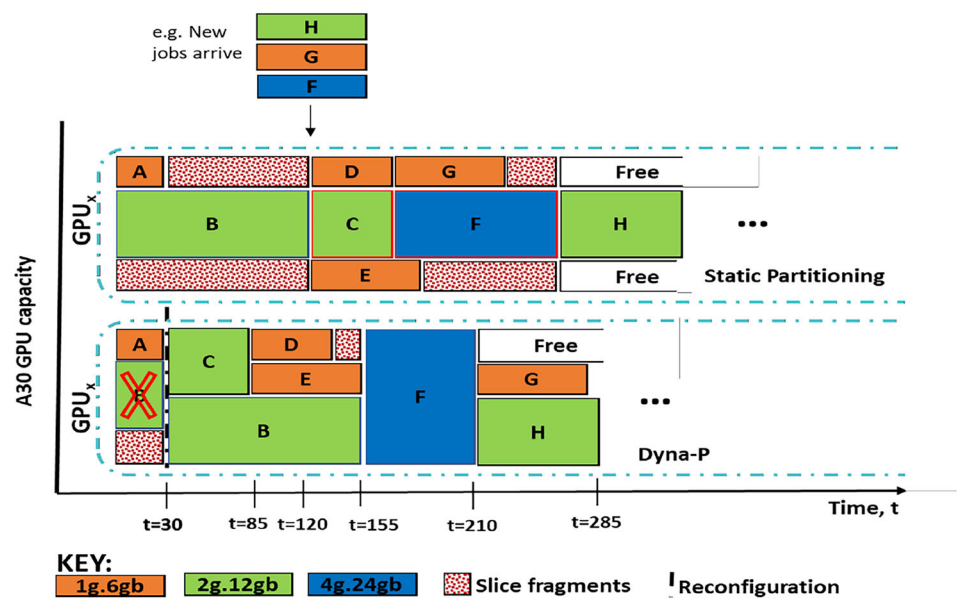 e.g. New
jobs arrive
H
G
F
A30 GPU capacity
GPUx
A
D
G
Free
B
C
F
H
...
E
Free
Static Partitioning
GPUx
A
C
D
Free
B
E
F
G
...
B
H
Dyna-P
t=30
t=85
t=120
t=155
t=210
t=285
Time, t
KEY:
1g.6gb
2g.12gb
4g.24gb
Slice fragments
Reconfiguration